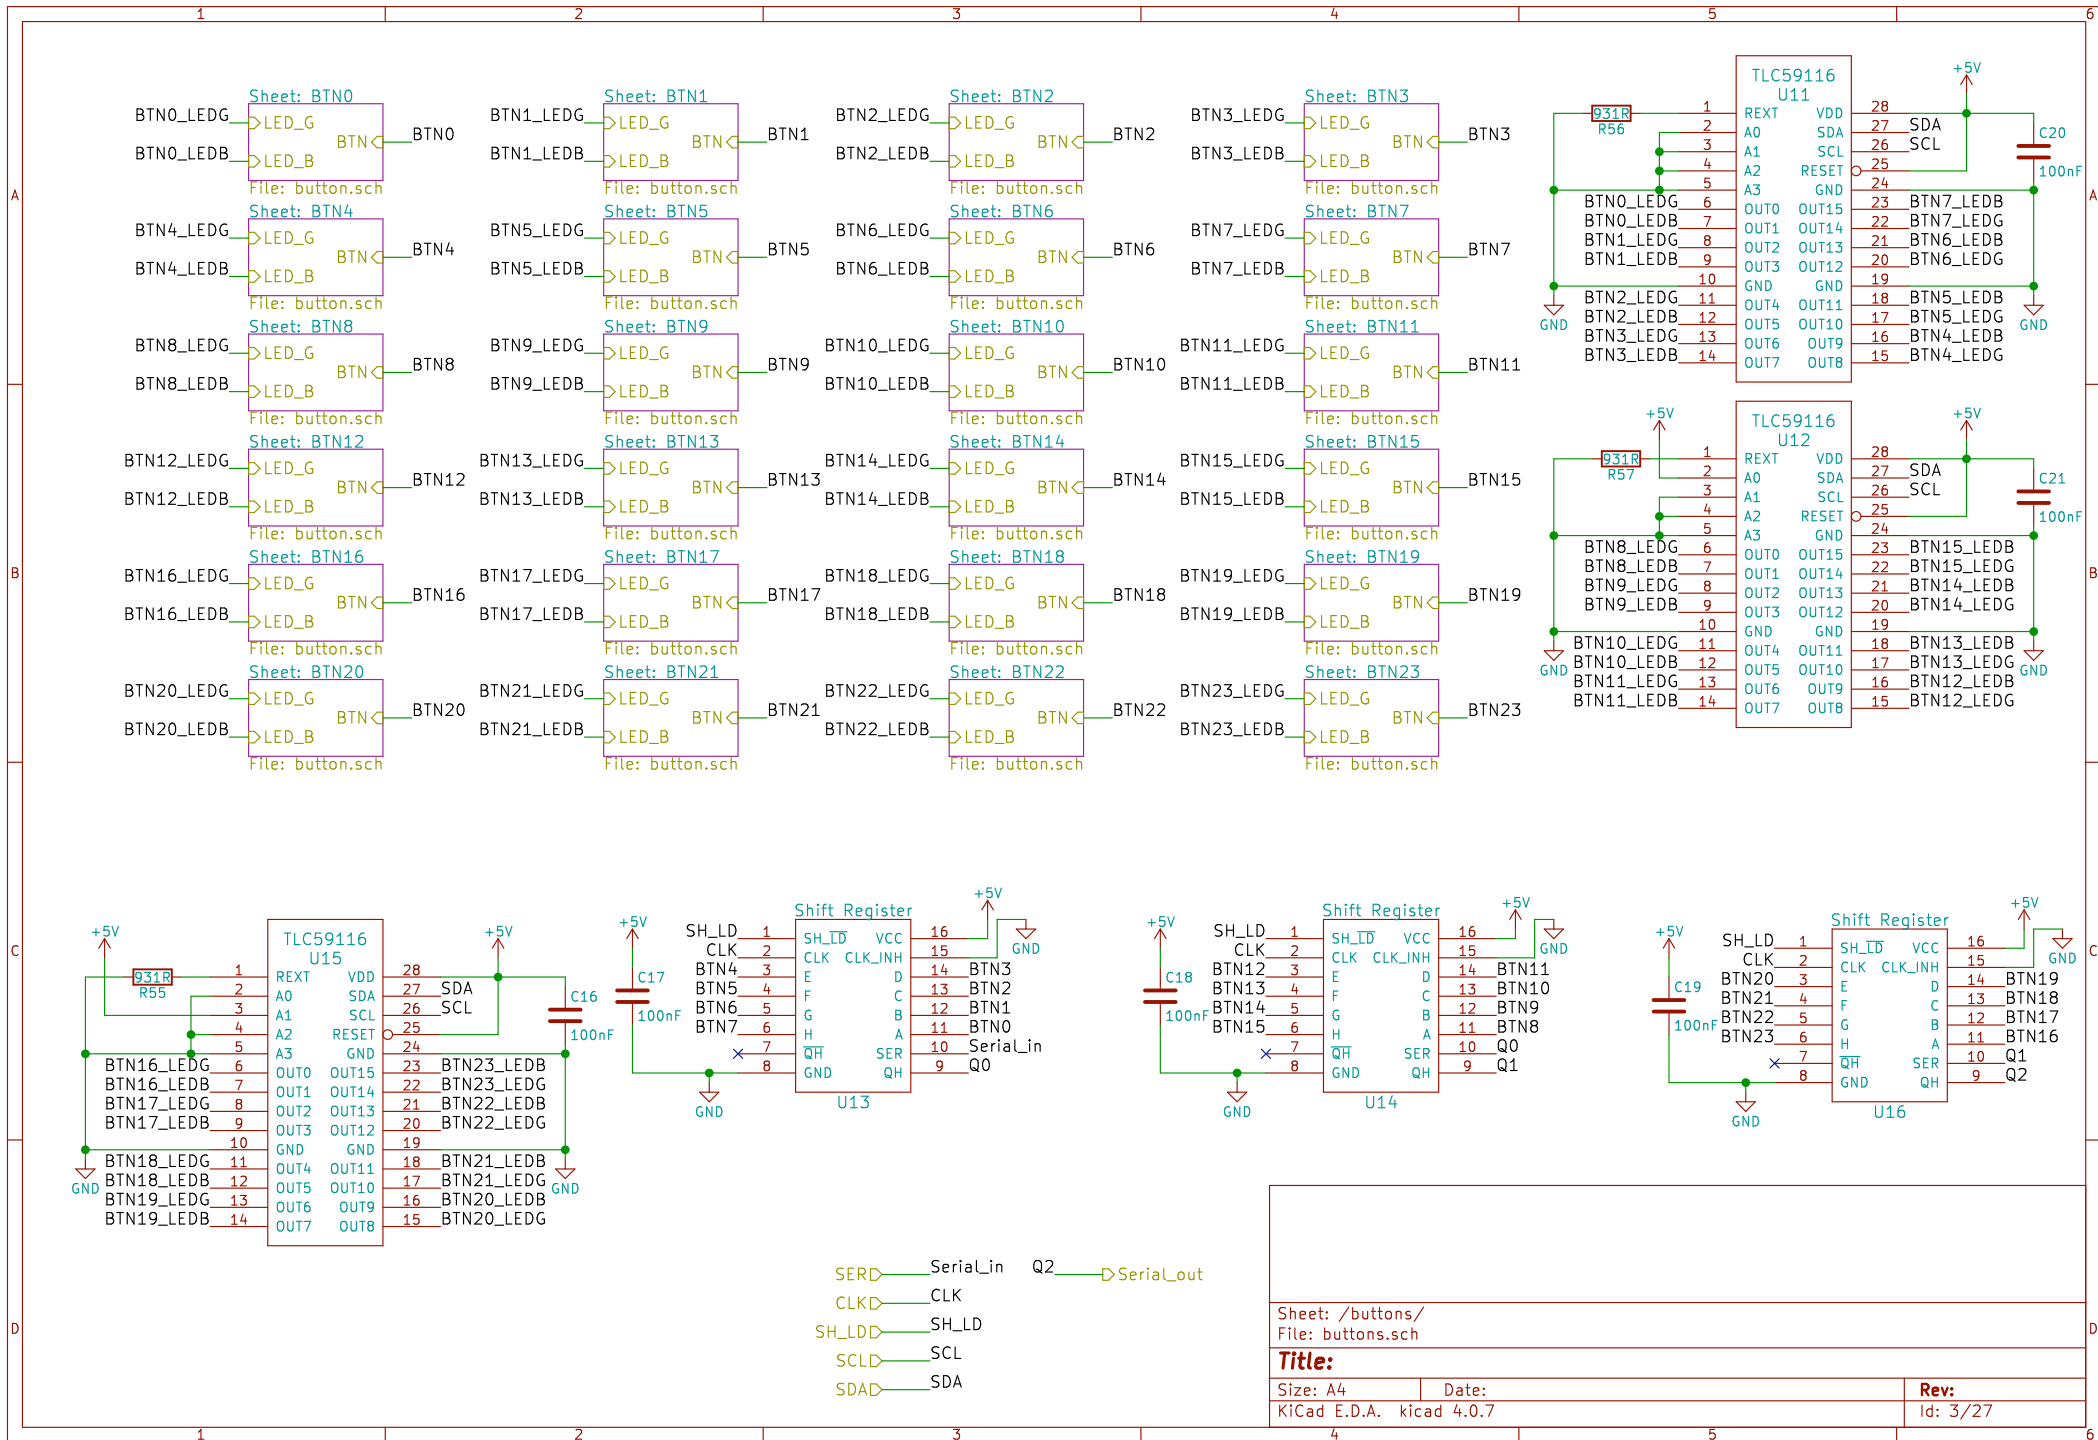 1 2 3 4 5 6
A
B
C
D
Sheet: BTN0
BTN0_LEDG
LED_G
BTN
BTN0
BTN0_LEDB
LED_B
File: button.sch
Sheet: BTN1
BTN1_LEDG
LED_G
BTN
BTN1
BTN1_LEDB
LED_B
File: button.sch
Sheet: BTN2
BTN2_LEDG
LED_G
BTN
BTN2
BTN2_LEDB
LED_B
File: button.sch
Sheet: BTN3
BTN3_LEDG
LED_G
BTN
BTN3
BTN3_LEDB
LED_B
File: button.sch
Sheet: BTN4
BTN4_LEDG
LED_G
BTN
BTN4
BTN4_LEDB
LED_B
File: button.sch
Sheet: BTN5
BTN5_LEDG
LED_G
BTN
BTN5
BTN5_LEDB
LED_B
File: button.sch
Sheet: BTN6
BTN6_LEDG
LED_G
BTN
BTN6
BTN6_LEDB
LED_B
File: button.sch
Sheet: BTN7
BTN7_LEDG
LED_G
BTN
BTN7
BTN7_LEDB
LED_B
File: button.sch
Sheet: BTN8
BTN8_LEDG
LED_G
BTN
BTN8
BTN8_LEDB
LED_B
File: button.sch
Sheet: BTN9
BTN9_LEDG
LED_G
BTN
BTN9
BTN9_LEDB
LED_B
File: button.sch
Sheet: BTN10
BTN10_LEDG
LED_G
BTN
BTN10
BTN10_LEDB
LED_B
File: button.sch
Sheet: BTN11
BTN11_LEDG
LED_G
BTN
BTN11
BTN11_LEDB
LED_B
File: button.sch
Sheet: BTN12
BTN12_LEDG
LED_G
BTN
BTN12
BTN12_LEDB
LED_B
File: button.sch
Sheet: BTN13
BTN13_LEDG
LED_G
BTN
BTN13
BTN13_LEDB
LED_B
File: button.sch
Sheet: BTN14
BTN14_LEDG
LED_G
BTN
BTN14
BTN14_LEDB
LED_B
File: button.sch
Sheet: BTN15
BTN15_LEDG
LED_G
BTN
BTN15
BTN15_LEDB
LED_B
File: button.sch
Sheet: BTN16
BTN16_LEDG
LED_G
BTN
BTN16
BTN16_LEDB
LED_B
File: button.sch
Sheet: BTN17
BTN17_LEDG
LED_G
BTN
BTN17
BTN17_LEDB
LED_B
File: button.sch
Sheet: BTN18
BTN18_LEDG
LED_G
BTN
BTN18
BTN18_LEDB
LED_B
File: button.sch
Sheet: BTN19
BTN19_LEDG
LED_G
BTN
BTN19
BTN19_LEDB
LED_B
File: button.sch
Sheet: BTN20
BTN20_LEDG
LED_G
BTN
BTN20
BTN20_LEDB
LED_B
File: button.sch
Sheet: BTN21
BTN21_LEDG
LED_G
BTN
BTN21
BTN21_LEDB
LED_B
File: button.sch
Sheet: BTN22
BTN22_LEDG
LED_G
BTN
BTN22
BTN22_LEDB
LED_B
File: button.sch
Sheet: BTN23
BTN23_LEDG
LED_G
BTN
BTN23
BTN23_LEDB
LED_B
File: button.sch
TLC59116
U11
+5V
931R
R56
C20
100nF
1 REXT VDD 28
2 A0 SDA 27 SDA
3 A1 SCL 26 SCL
4 A2 RESET 25
5 A3 GND 24
BTN0_LEDG 6 OUT0 OUT15 23 BTN7_LEDB
BTN0_LEDB 7 OUT1 OUT14 22 BTN7_LEDG
BTN1_LEDG 8 OUT2 OUT13 21 BTN6_LEDB
BTN1_LEDB 9 OUT3 OUT12 20 BTN6_LEDG
10 GND GND 19
BTN2_LEDG 11 OUT4 OUT11 18 BTN5_LEDB
BTN2_LEDB 12 OUT5 OUT10 17 BTN5_LEDG
BTN3_LEDG 13 OUT6 OUT9 16 BTN4_LEDB
BTN3_LEDB 14 OUT7 OUT8 15 BTN4_LEDG
GND GND
TLC59116
U12
+5V +5V
931R
R57
C21
100nF
1 REXT VDD 28
2 A0 SDA 27 SDA
3 A1 SCL 26 SCL
4 A2 RESET 25
5 A3 GND 24
BTN8_LEDG 6 OUT0 OUT15 23 BTN15_LEDB
BTN8_LEDB 7 OUT1 OUT14 22 BTN15_LEDG
BTN9_LEDG 8 OUT2 OUT13 21 BTN14_LEDB
BTN9_LEDB 9 OUT3 OUT12 20 BTN14_LEDG
10 GND GND 19
BTN10_LEDG 11 OUT4 OUT11 18 BTN13_LEDB
BTN10_LEDB 12 OUT5 OUT10 17 BTN13_LEDG
BTN11_LEDG 13 OUT6 OUT9 16 BTN12_LEDB
BTN11_LEDB 14 OUT7 OUT8 15 BTN12_LEDG
GND GND
TLC59116
U15
+5V +5V
931R
R55
C16
100nF
1 REXT VDD 28
2 A0 SDA 27 SDA
3 A1 SCL 26 SCL
4 A2 RESET 25
5 A3 GND 24
BTN16_LEDG 6 OUT0 OUT15 23 BTN23_LEDB
BTN16_LEDB 7 OUT1 OUT14 22 BTN23_LEDG
BTN17_LEDG 8 OUT2 OUT13 21 BTN22_LEDB
BTN17_LEDB 9 OUT3 OUT12 20 BTN22_LEDG
10 GND GND 19
BTN18_LEDG 11 OUT4 OUT11 18 BTN21_LEDB
BTN18_LEDB 12 OUT5 OUT10 17 BTN21_LEDG
BTN19_LEDG 13 OUT6 OUT9 16 BTN20_LEDB
BTN19_LEDB 14 OUT7 OUT8 15 BTN20_LEDG
GND GND
+5V
C17
100nF
Shift Register
+5V
GND
SH_LD 1 SH_LD VCC 16
CLK 2 CLK CLK_INH 15
BTN4 3 E D 14 BTN3
BTN5 4 F C 13 BTN2
BTN6 5 G B 12 BTN1
BTN7 6 H A 11 BTN0
7 QH SER 10 Serial_in
8 GND QH 9 Q0
GND
U13
+5V
C18
100nF
Shift Register
+5V
GND
SH_LD 1 SH_LD VCC 16
CLK 2 CLK CLK_INH 15
BTN12 3 E D 14 BTN11
BTN13 4 F C 13 BTN10
BTN14 5 G B 12 BTN9
BTN15 6 H A 11 BTN8
7 QH SER 10 Q0
8 GND QH 9 Q1
GND
U14
+5V
C19
100nF
Shift Register
+5V
GND
SH_LD 1 SH_LD VCC 16
CLK 2 CLK CLK_INH 15
BTN20 3 E D 14 BTN19
BTN21 4 F C 13 BTN18
BTN22 5 G B 12 BTN17
BTN23 6 H A 11 BTN16
7 QH SER 10 Q1
8 GND QH 9 Q2
GND
U16
SER Serial_in
Q2 Serial_out
CLK CLK
SH_LD SH_LD
SCL SCL
SDA SDA
Sheet: /buttons/
File: buttons.sch
Title:
Size: A4 Date: Rev:
KiCad E.D.A. kicad 4.0.7 Id: 3/27
A
B
C
D
1 2 3 4 5 6